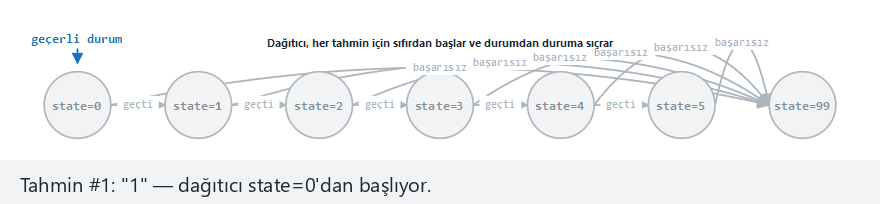 geçerli durum
Dağıtıcı, her tahmin için sıfırdan başlar ve durumdan duruma sıçrar
başarısız
başarısız
başarısız
başarısız
başarısız
başarısız
state=0
geçti
state=1
geçti
state=2
geçti
state=3
geçti
state=4
geçti
state=5
state=99
Tahmin #1: "1" — dağıtıcı state=0'dan başlıyor.